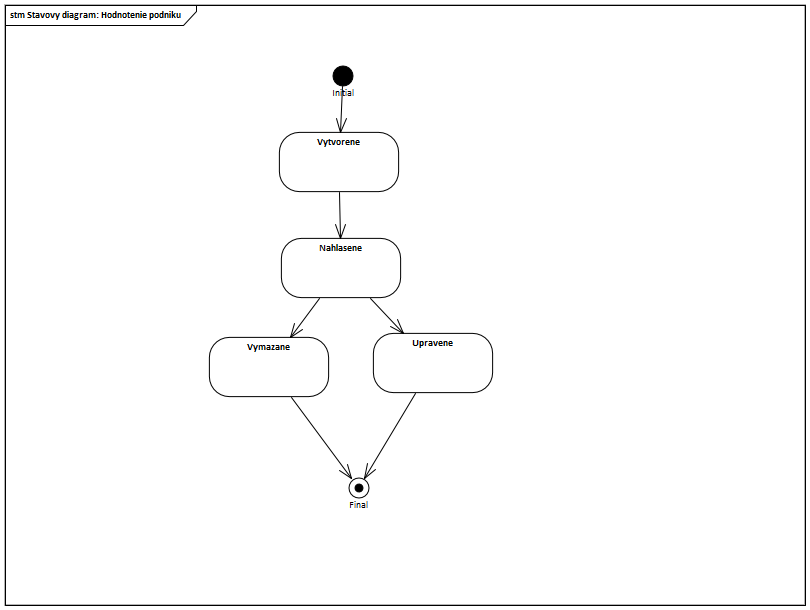 stm Stavovy diagram: Hodnotenie podniku
Initial
Vytvorene
Nahlasene
Vymazane
Upravene
Final